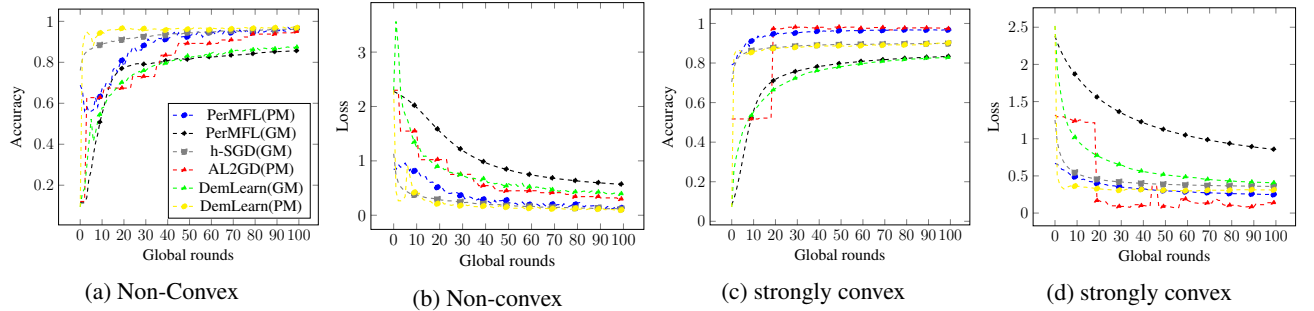 1
0.8
0.6
0.4
0.2
Accuracy
0 10 20 30 40 50 60 70 80 90 100
Global rounds
PerMFL(PM)
PerMFL(GM)
h-SGD(GM)
AL2GD(PM)
DemLearn(GM)
DemLearn(PM)
(a) Non-Convex
3
2
1
0
Loss
0 10 20 30 40 50 60 70 80 90 100
Global rounds
(b) Non-convex
1
0.8
0.6
0.4
0.2
0
Accuracy
0 10 20 30 40 50 60 70 80 90 100
Global rounds
(c) strongly convex
2.5
2
1.5
1
0.5
0
Loss
0 10 20 30 40 50 60 70 80 90 100
Global rounds
(d) strongly convex